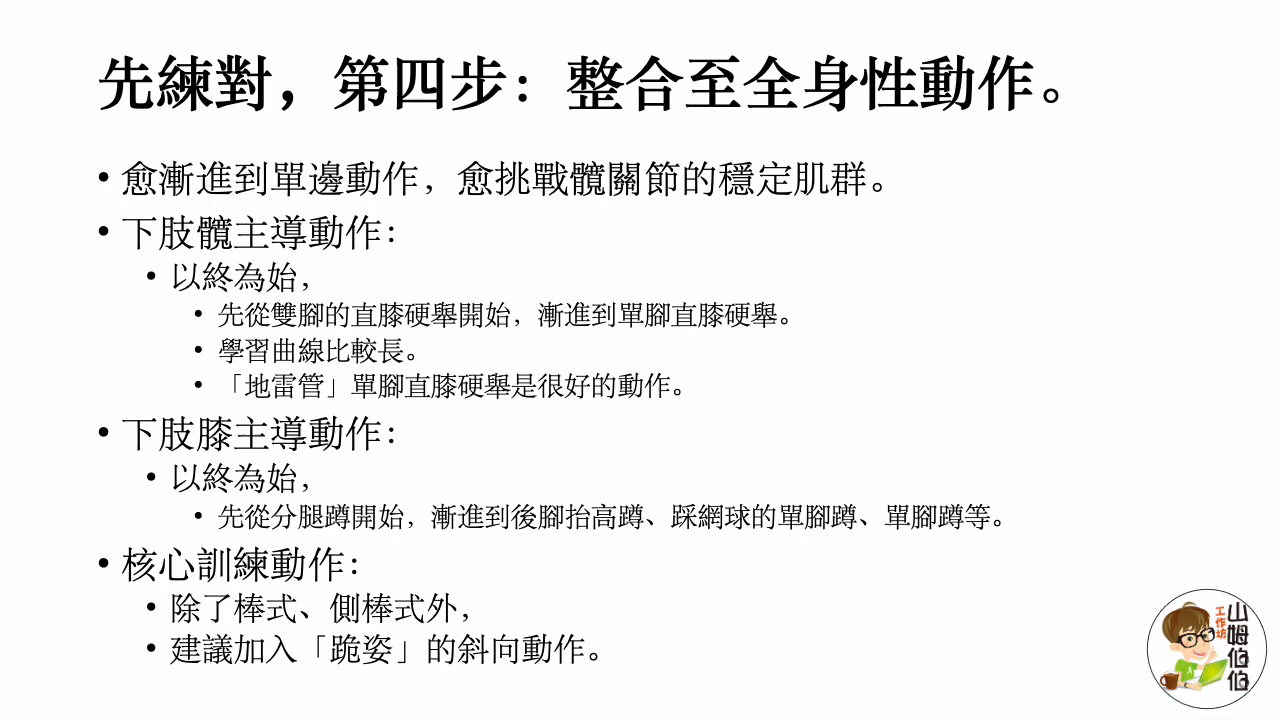 先練對，第四步：整合至全身性動作。
• 愈漸進到單邊動作，愈挑戰髖關節的穩定肌群。
• 下肢髖主導動作：
• 以終為始，
• 先從雙腳的直膝硬舉開始，漸進到單腳直膝硬舉。
• 學習曲線比較長。
• 「地雷管」單腳直膝硬舉是很好的動作。
• 下肢膝主導動作：
• 以終為始，
• 先從分腿蹲開始，漸進到後腳抬高蹲、踩網球的單腳蹲、單腳蹲等。
• 核心訓練動作：
• 除了棒式、側棒式外，
• 建議加入「跪姿」的斜向動作。
山姆伯伯
工作坊